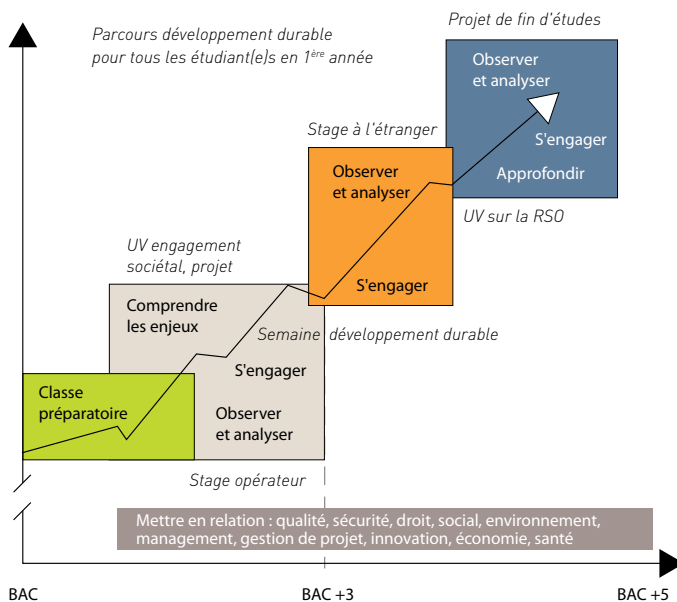 Projet de fin d'études
Parcours développement durable
pour tous les étudiant(e)s en 1ère année
Observer
et analyser
S'engager
Approfondir
Stage à l'étranger
Observer
et analyser
S'engager
UV sur la RSO
UV engagement
sociétal, projet
Comprendre
les enjeux
Semaine développement durable
S'engager
Classe
préparatoire
Observer
et analyser
Stage opérateur
Mettre en relation : qualité, sécurité, droit, social, environnement,
management, gestion de projet, innovation, économie, santé
BAC
BAC +3
BAC +5